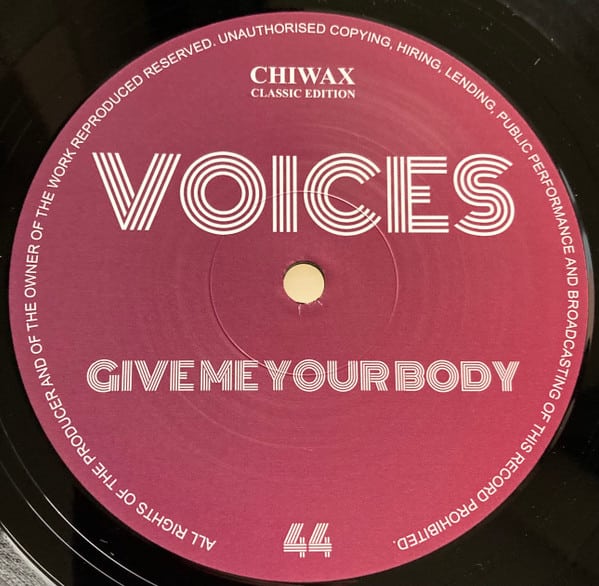 CHIWAX
CLASSIC EDITION
VOICES
GIVE ME YOUR BODY
44
ALL RIGHTS OF THE PRODUCER AND OF THE OWNER OF THE WORK REPRODUCED RESERVED. UNAUTHORISED COPYING, HIRING, LENDING, PUBLIC PERFORMANCE AND BROADCASTING OF THIS RECORD PROHIBITED.